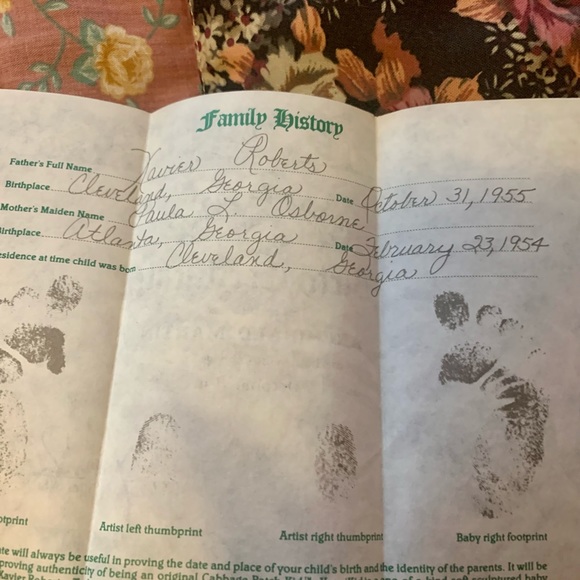 Family History
Father's Full Name Xavier Roberts
Birthplace Cleveland, Georgia Date October 31, 1955
Mother's Maiden Name Paula L. Osborne
Birthplace Atlanta, Georgia Date February 23, 1954
esidence at time child was born Cleveland, Georgia
otprint
Artist left thumbprint
Artist right thumbprint
Baby right footprint
te will always be useful in proving the date and place of your child's birth and the identity of the parents. It will be
proving authenticity of being an original Cabbage Patch
Xavier